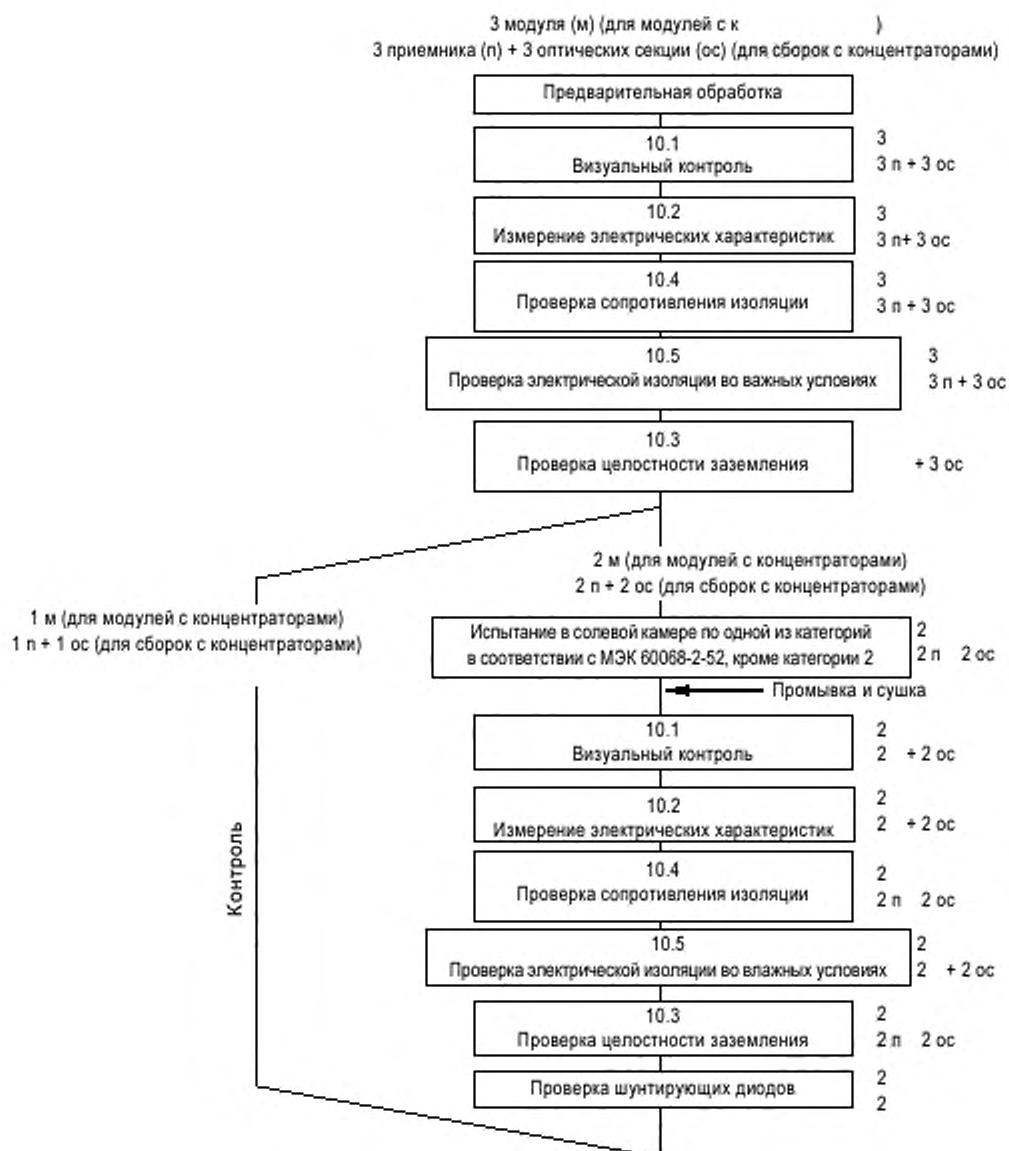 3 модуля (м) (для модулей с к )
3 приемника (п) + 3 оптических секции (ос) (для сборок с концентраторами)
Предварительная обработка
10.1
Визуальный контроль
3
3 п + 3 ос
10.2
Измерение электрических характеристик
3
3 п+ 3 ос
10.4
Проверка сопротивления изоляции
3
3 п + 3 ос
10.5
Проверка электрической изоляции во важных условиях
3
3 п + 3 ос
10.3
Проверка целостности заземления
+ 3 ос
2 м (для модулей с концентраторами)
2 п + 2 ос (для сборок с концентраторами)
1 м (для модулей с концентраторами)
1 п + 1 ос (для сборок с концентраторами)
Испытание в солевой камере по одной из категорий
в соответствии с МЭК 60068-2-52, кроме категории 2
2
2 п 2 ос
Промывка и сушка
10.1
Визуальный контроль
2
2 + 2 ос
10.2
Измерение электрических характеристик
2
2 + 2 ос
Контроль
10.4
Проверка сопротивления изоляции
2
2 п 2 ос
10.5
Проверка электрической изоляции во влажных условиях
2
2 + 2 ос
10.3
Проверка целостности заземления
2
2 п 2 ос
Проверка шунтирующих диодов
2
2